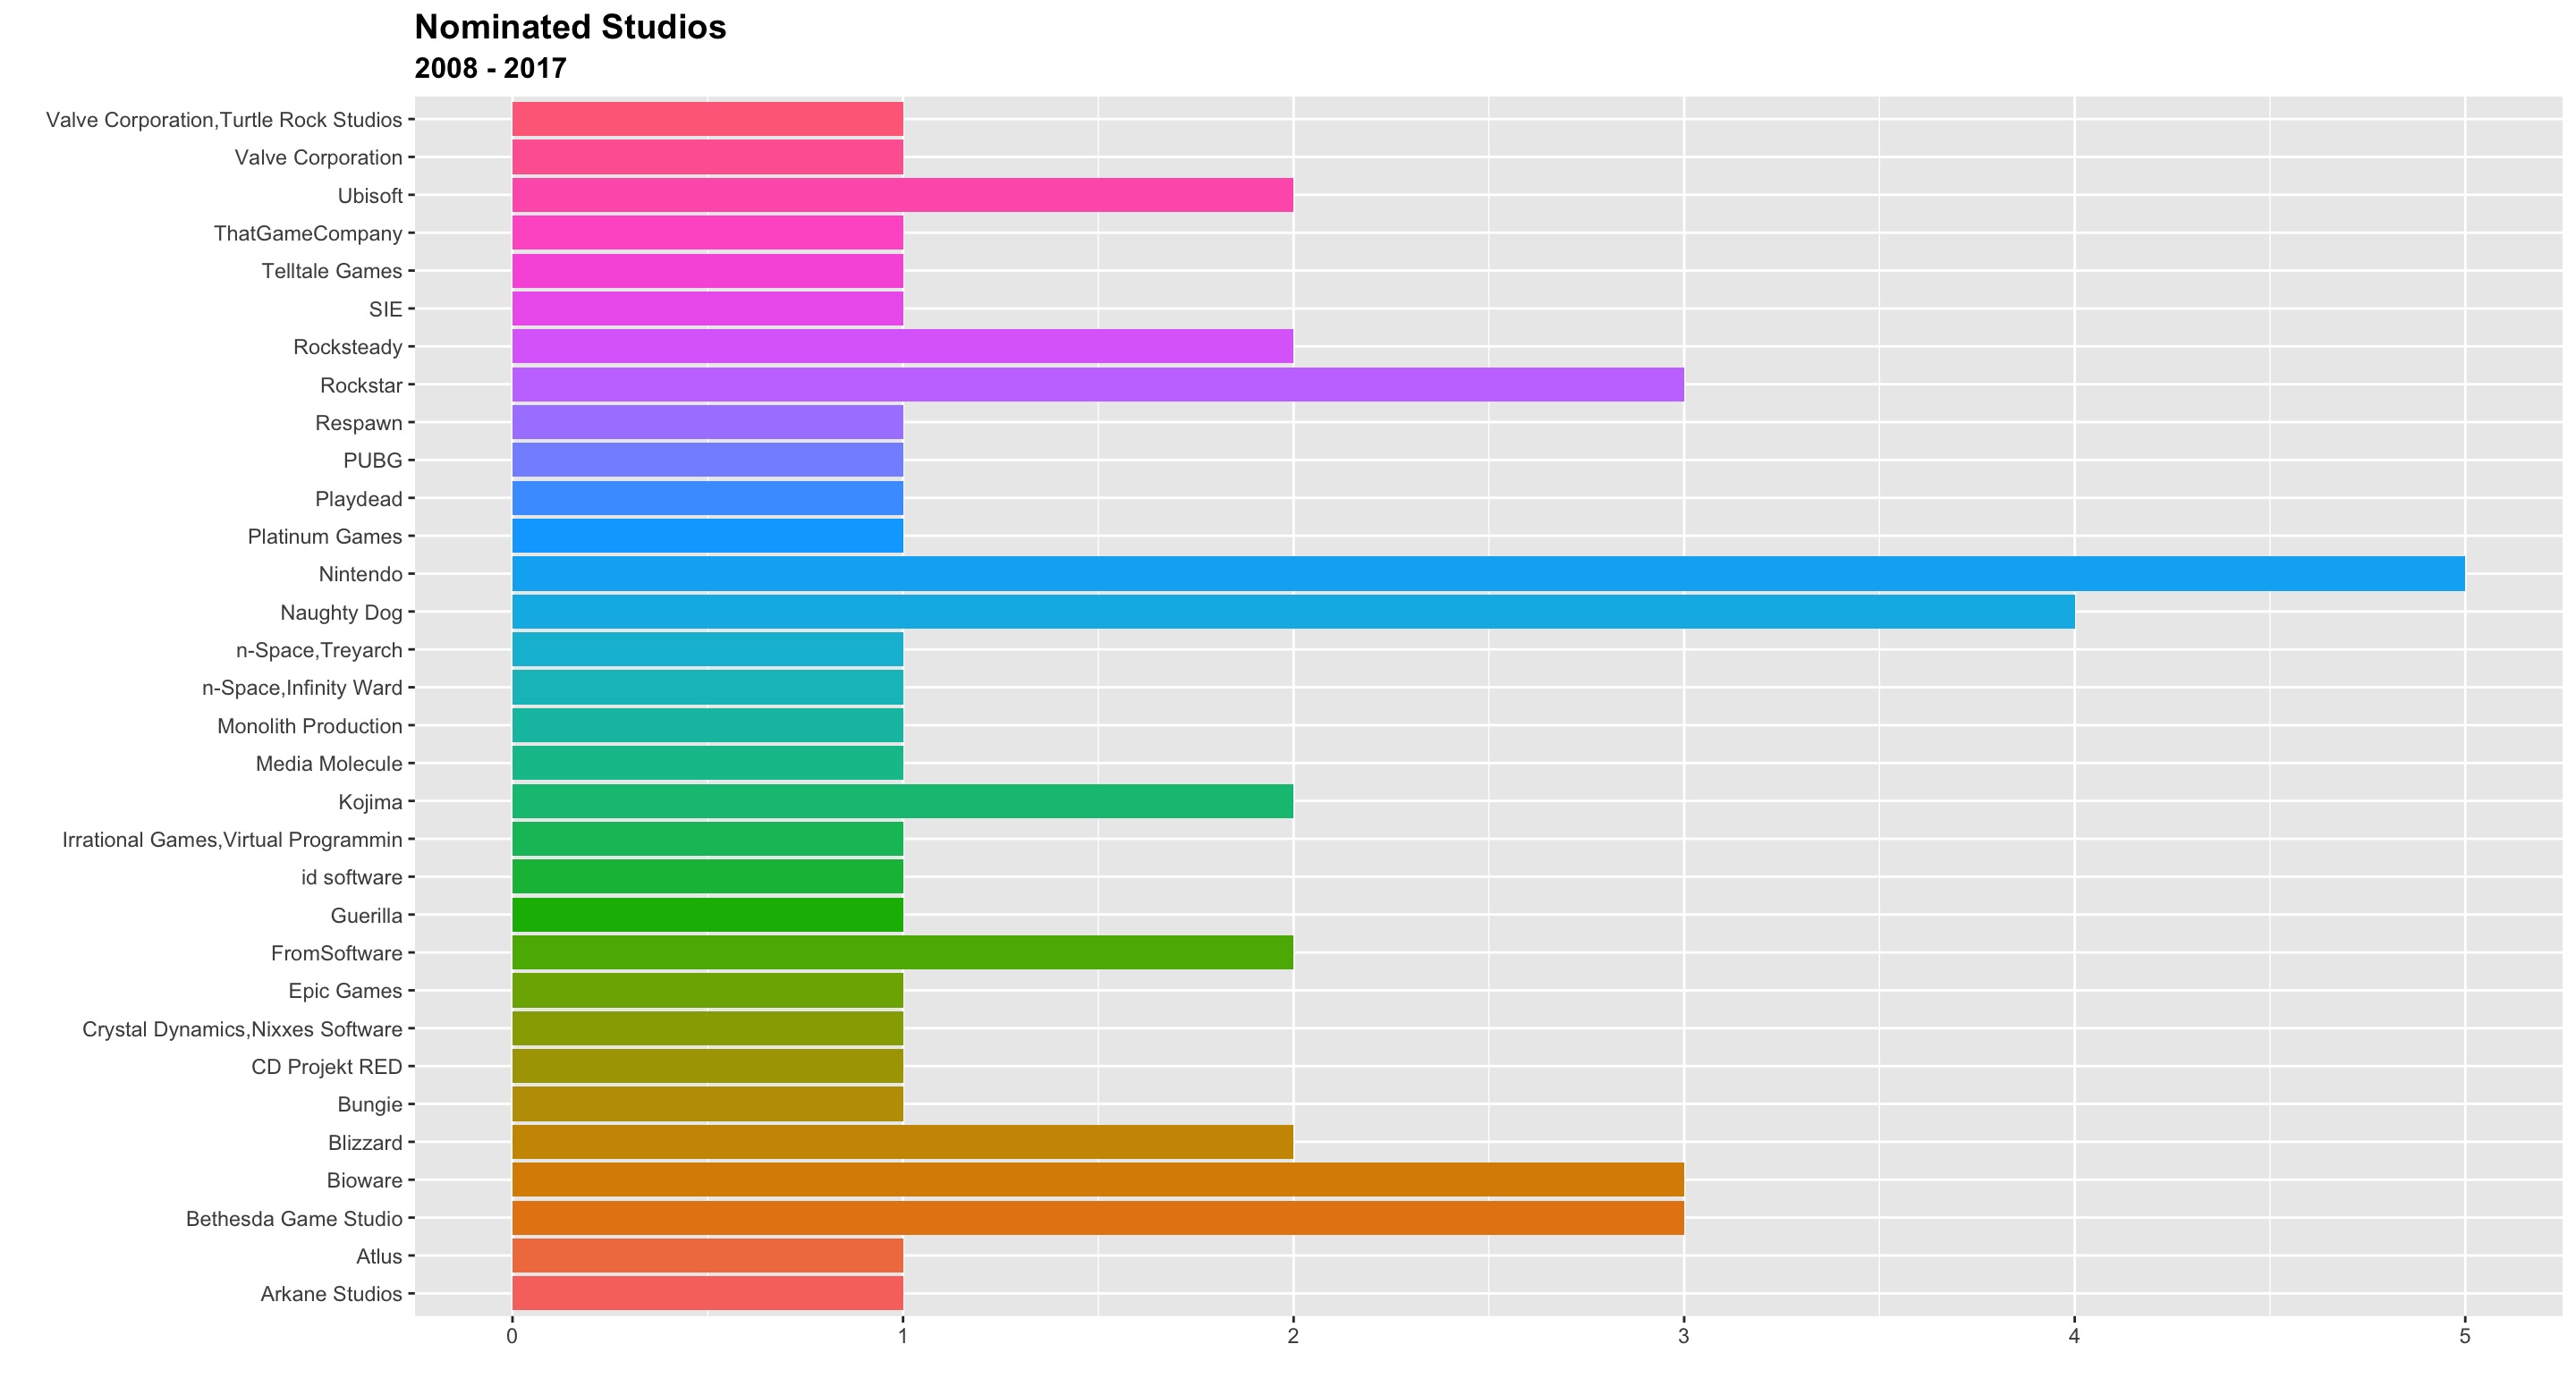 Nominated Studios
2008 - 2017
Valve Corporation,Turtle Rock Studios
Valve Corporation
Ubisoft
ThatGameCompany
Telltale Games
SIE
Rocksteady
Rockstar
Respawn
PUBG
Playdead
Platinum Games
Nintendo
Naughty Dog
n-Space,Treyarch
n-Space,Infinity Ward
Monolith Production
Media Molecule
Kojima
Irrational Games,Virtual Programmin
id software
Guerilla
FromSoftware
Epic Games
Crystal Dynamics,Nixxes Software
CD Projekt RED
Bungie
Blizzard
Bioware
Bethesda Game Studio
Atlus
Arkane Studios
0 1 2 3 4 5